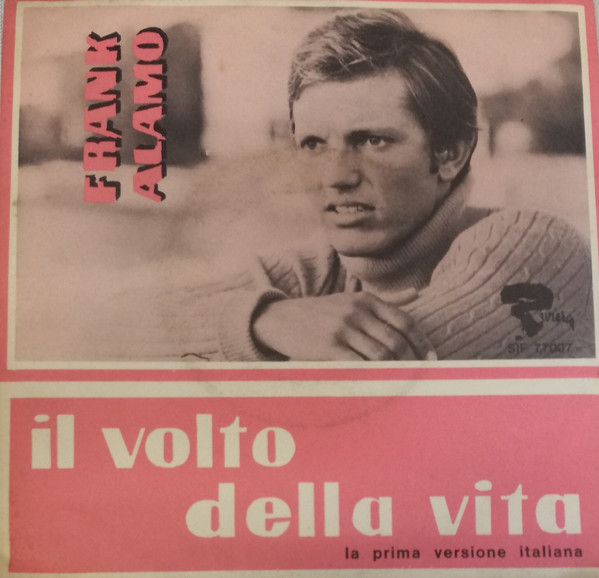 FRANK
ALAMO
Riviera
SIF 77007
il volto
della vita
la prima versione italiana